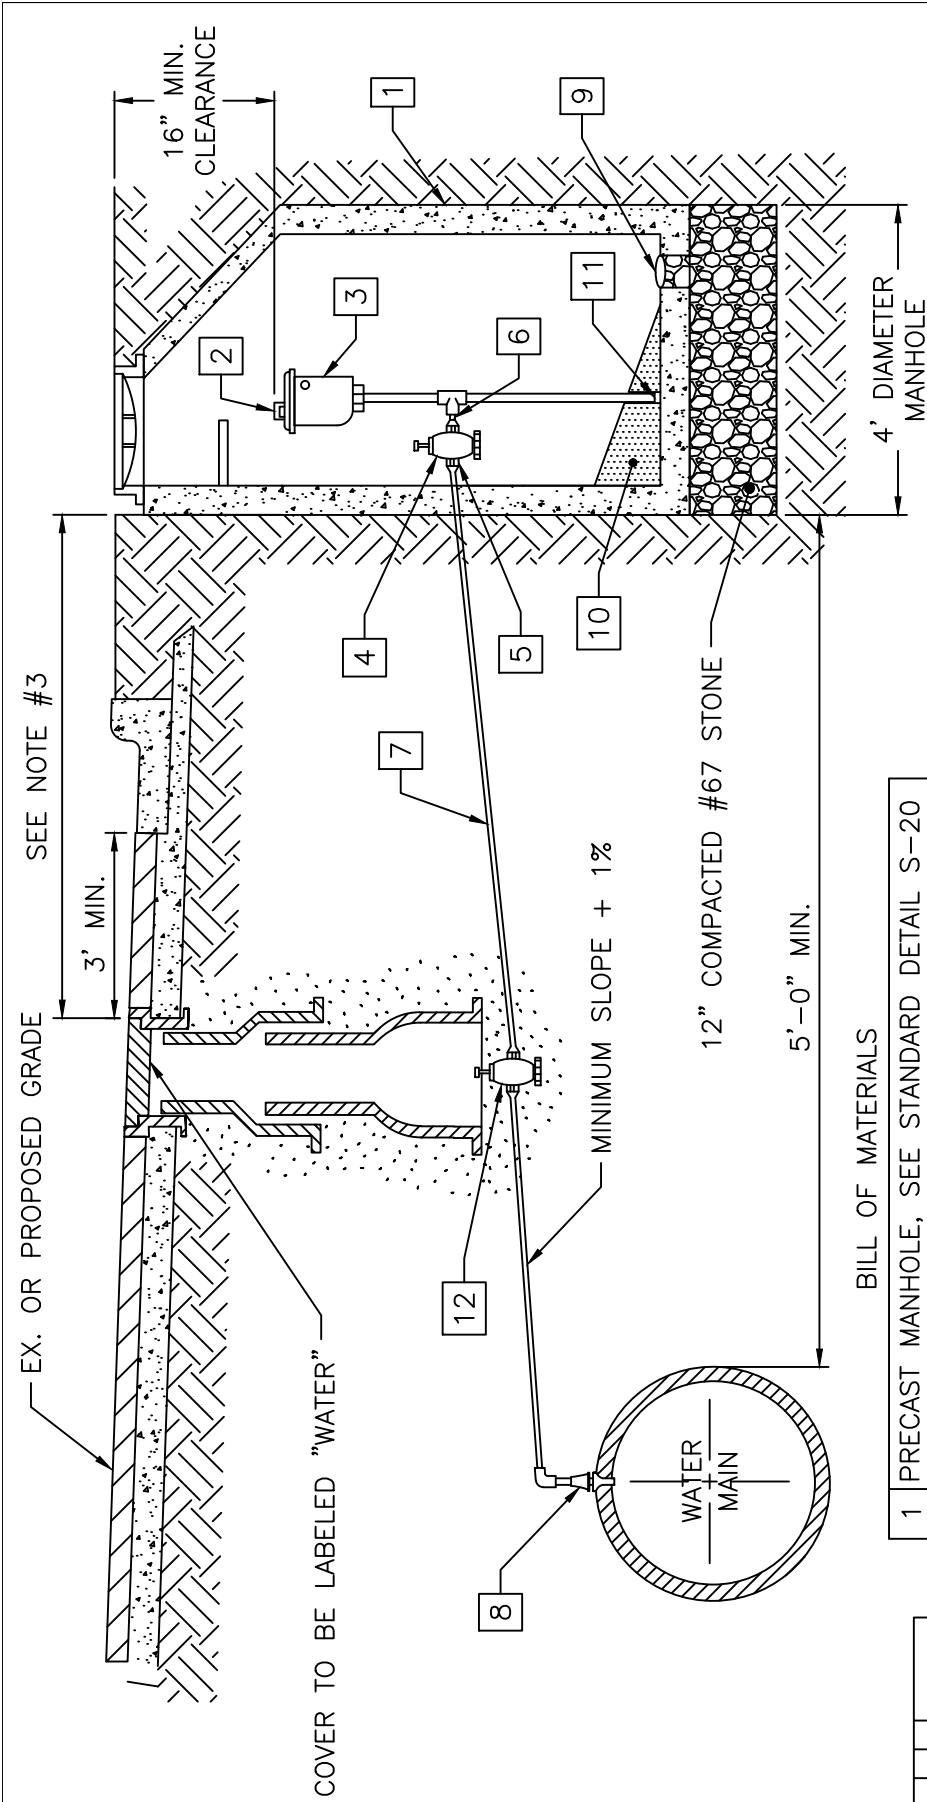 EX. OR PROPOSED GRADE
SEE NOTE #3
3' MIN.
16" MIN.
CLEARANCE
1
2
3
4
5
6
7
8
9
10
11
12
COVER TO BE LABELED "WATER"
MINIMUM SLOPE + 1%
12" COMPACTED #67 STONE
5'-0" MIN.
4' DIAMETER
MANHOLE
WATER
MAIN
BILL OF MATERIALS
1 PRECAST MANHOLE, SEE STANDARD DETAIL S-20